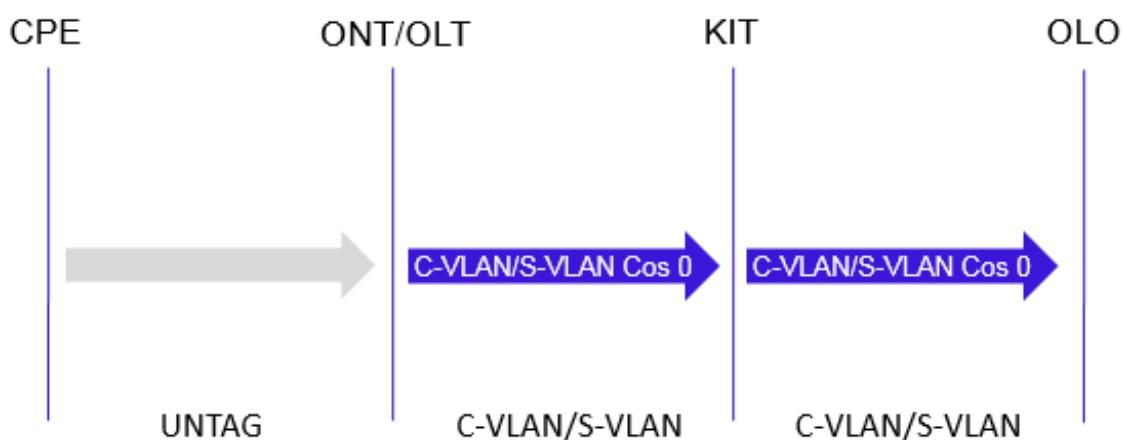 CPE
ONT/OLT
KIT
OLO
C-VLAN/S-VLAN Cos 0
C-VLAN/S-VLAN Cos 0
UNTAG
C-VLAN/S-VLAN
C-VLAN/S-VLAN